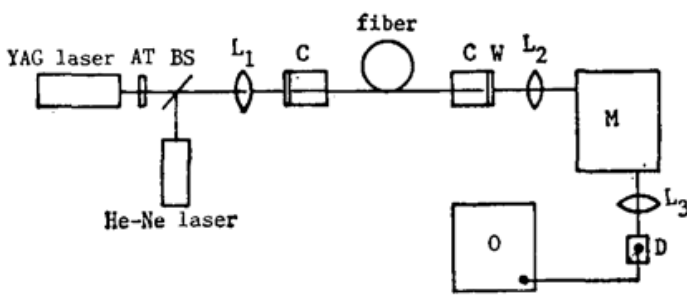 fiber
YAG laser AT BS L1 C C W L2
M
He-Ne laser
L3
O D